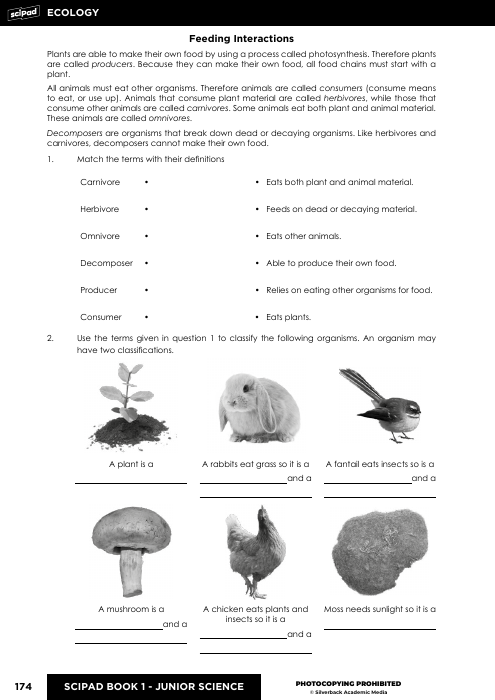 scipad ECOLOGY
Feeding Interactions
Plants are able to make their own food by using a process called photosynthesis. Therefore plants
are called producers. Because they can make their own food, all food chains must start with a
plant.
All animals must eat other organisms. Therefore animals are called consumers (consume means
to eat, or use up). Animals that consume plant material are called herbivores, while those that
consume other animals are called carnivores. Some animals eat both plant and animal material.
These animals are called omnivores.
Decomposers are organisms that break down dead or decaying organisms. Like herbivores and
carnivores, decomposers cannot make their own food.
1. Match the terms with their definitions
Carnivore • • Eats both plant and animal material.
Herbivore • • Feeds on dead or decaying material.
Omnivore • • Eats other animals.
Decomposer • • Able to produce their own food.
Producer • • Relies on eating other organisms for food.
Consumer • • Eats plants.
2. Use the terms given in question 1 to classify the following organisms. An organism may
have two classifications.
A plant is a
A rabbits eat grass so it is a
and a
A fantail eats insects so is a
and a
A mushroom is a
and a
A chicken eats plants and
insects so it is a
and a
Moss needs sunlight so it is a
174 SCIPAD BOOK 1 - JUNIOR SCIENCE
PHOTOCOPYING PROHIBITED
© Silverback Academic Media